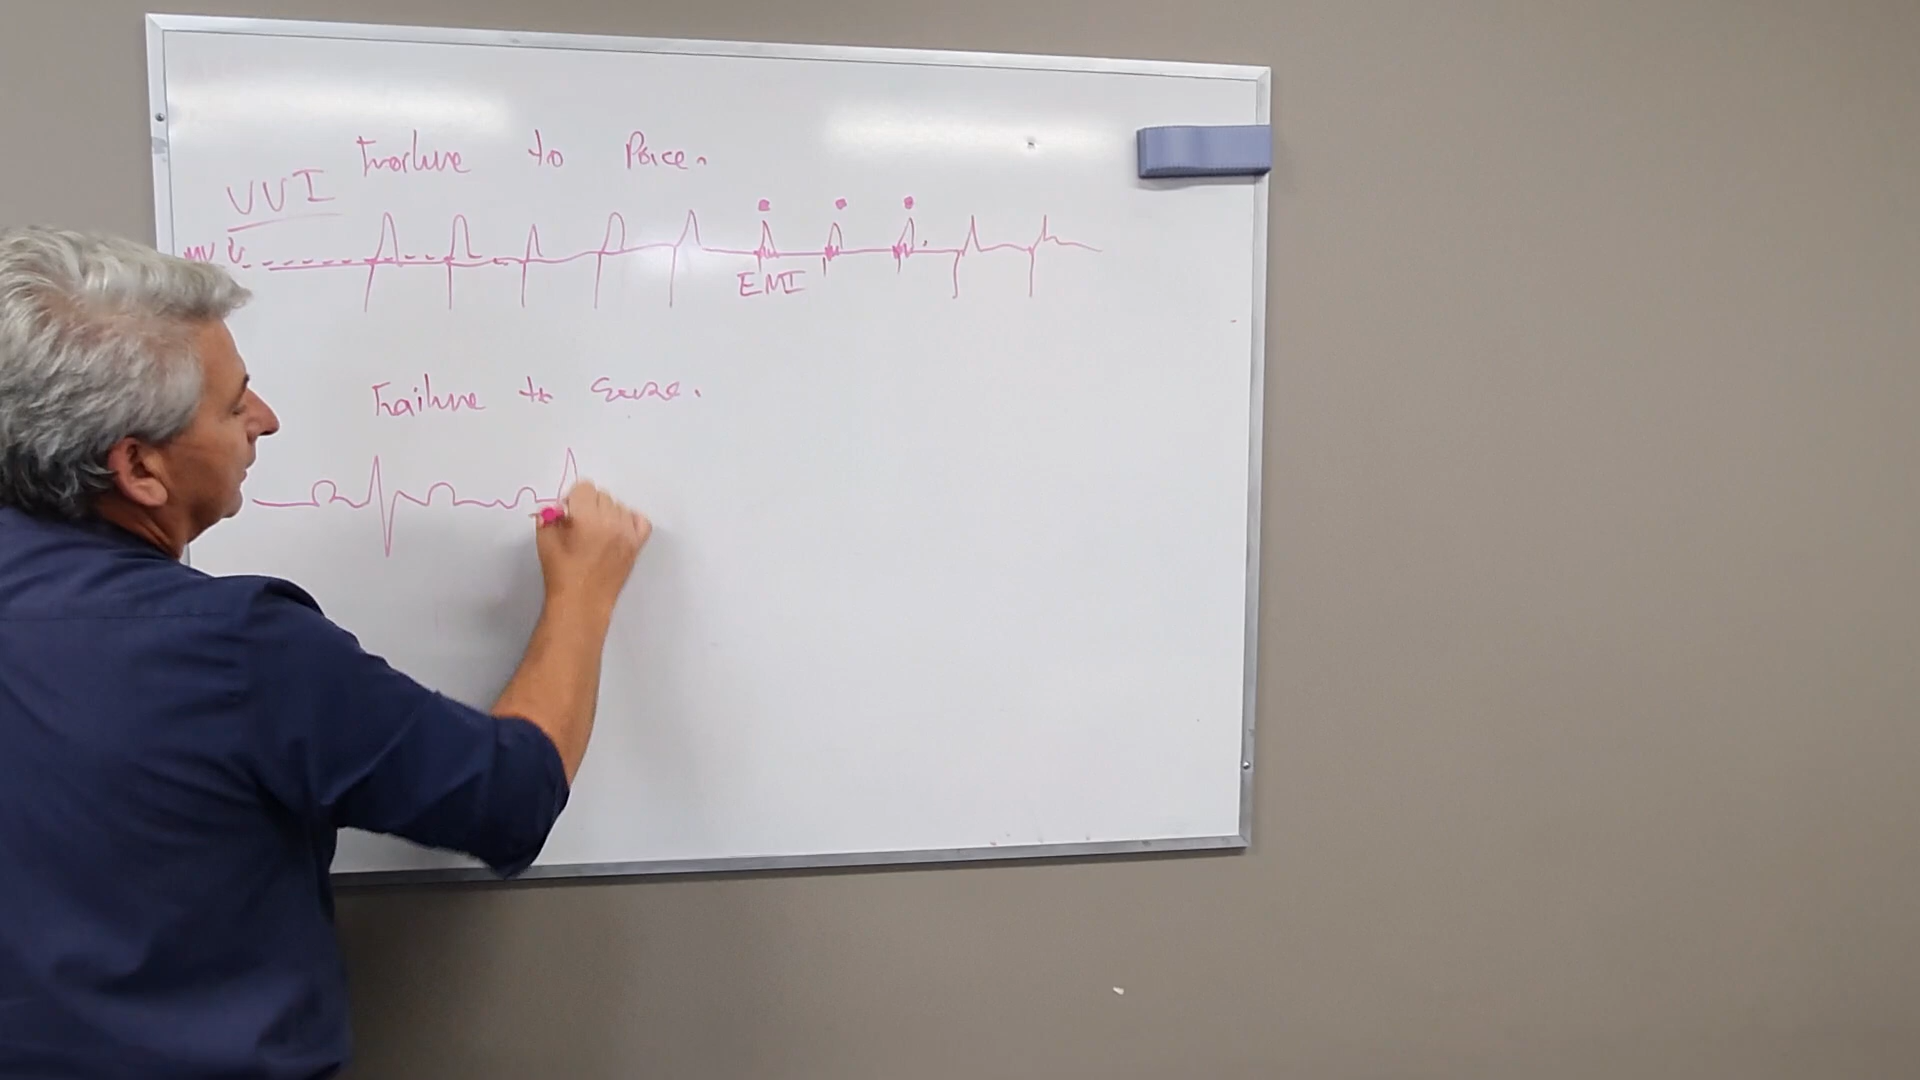 Failure to Pace.
VVI
mV
EMI
Failure to Sense.